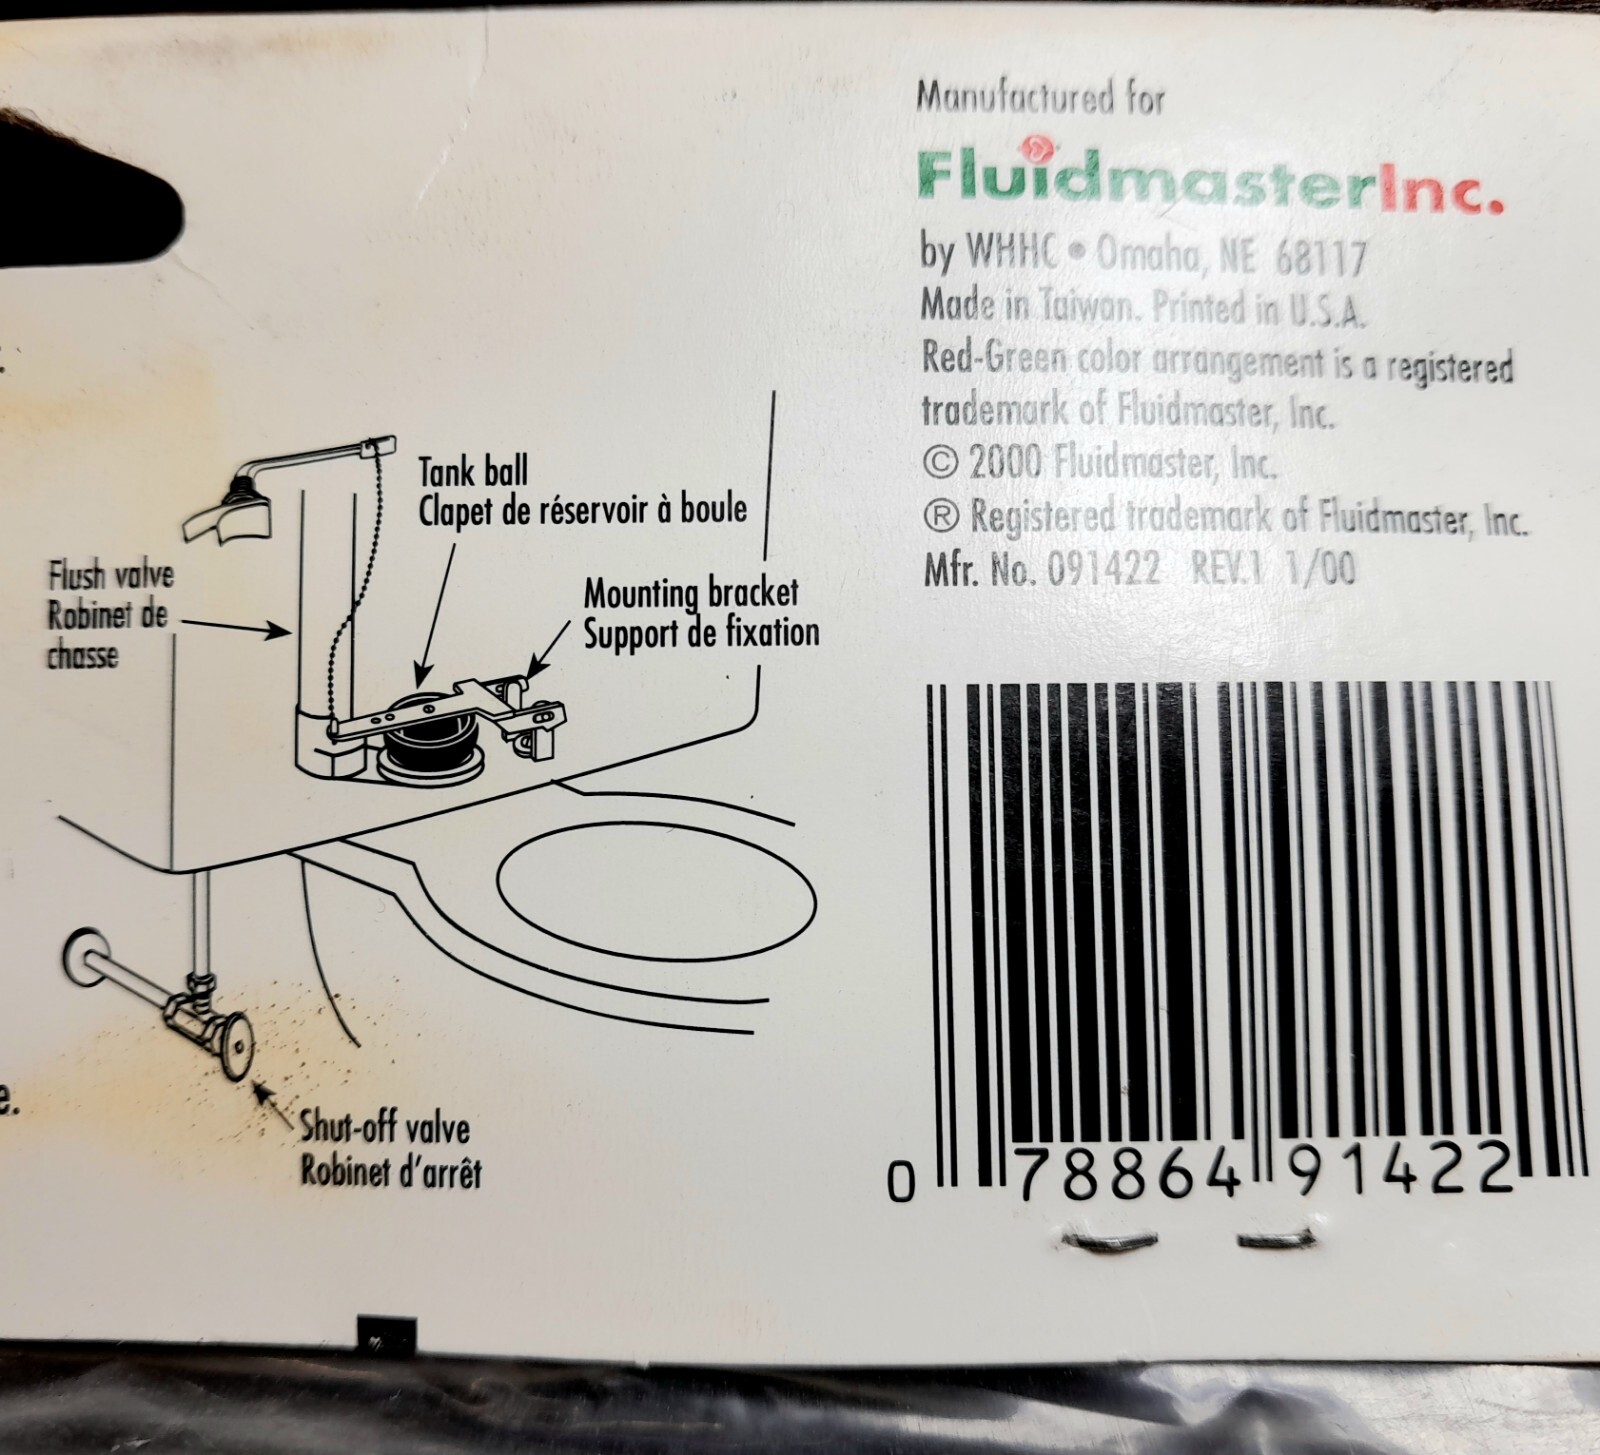 Manufactured for
FluidmasterInc.
by WHHC • Omaha, NE 68117
Made in Taiwan. Printed in U.S.A.
Red-Green color arrangement is a registered
trademark of Fluidmaster, Inc.
© 2000 Fluidmaster, Inc.
® Registered trademark of Fluidmaster, Inc.
Mfr. No. 091422 REV.1 1/00
Tank ball
Clapet de réservoir à boule
Flush valve
Robinet de
chasse
Mounting bracket
Support de fixation
Shut-off valve
Robinet d'arrêt
e.
0 78864 91422